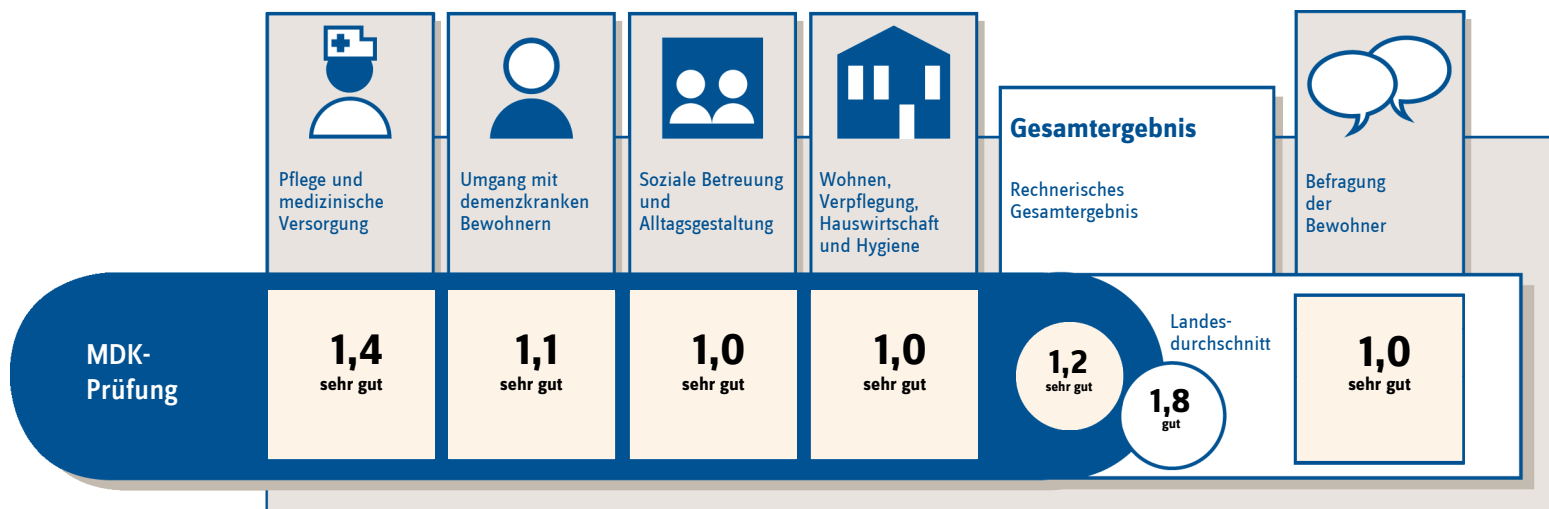 Pflege und
medizinische
Versorgung
Umgang mit
demenzkranken
Bewohnern
Soziale Betreuung
und
Alltagsgestaltung
Wohnen,
Verpflegung,
Hauswirtschaft
und Hygiene
Gesamtergebnis
Rechnerisches
Gesamtergebnis
Befragung
der
Bewohner
MDK-
Prüfung
1,4
sehr gut
1,1
sehr gut
1,0
sehr gut
1,0
sehr gut
1,2
sehr gut
Landes-
durchschnitt
1,8
gut
1,0
sehr gut